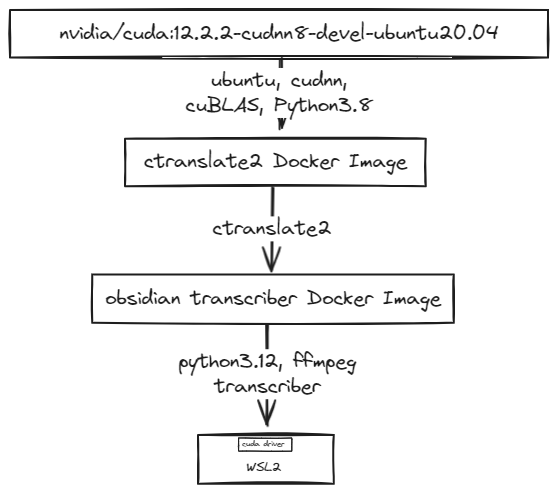 nvidia/cuda:12.2.2-cudnn8-devel-ubuntu20.04
ubuntu, cudnn,
cuBLAS, Python3.8
ctranslate2 Docker Image
ctranslate2
obsidian transcriber Docker Image
python3.12, ffmpeg
transcriber
cuda driver
WSL2